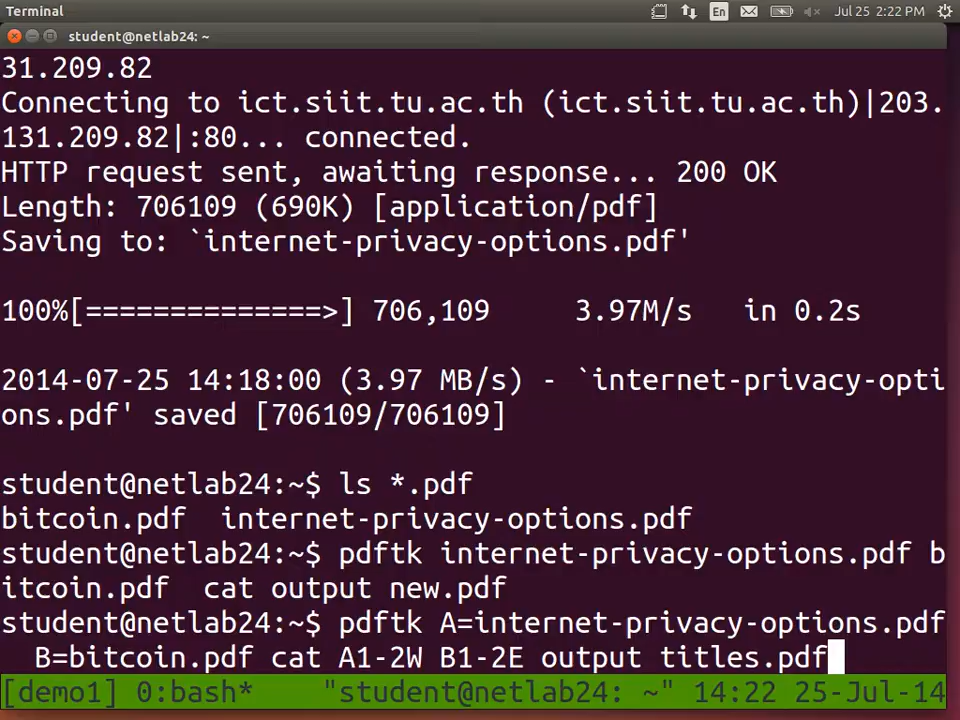 Terminal
En
Jul 25 2:22 PM
student@netlab24: ~
31.209.82
Connecting to ict.siit.tu.ac.th (ict.siit.tu.ac.th)|203.
131.209.82|:80... connected.
HTTP request sent, awaiting response... 200 OK
Length: 706109 (690K) [application/pdf]
Saving to: `internet-privacy-options.pdf'
100%[==============>] 706,109     3.97M/s   in 0.2s
2014-07-25 14:18:00 (3.97 MB/s) - `internet-privacy-opti
ons.pdf' saved [706109/706109]
student@netlab24:~$ ls *.pdf
bitcoin.pdf  internet-privacy-options.pdf
student@netlab24:~$ pdftk internet-privacy-options.pdf b
itcoin.pdf  cat output new.pdf
student@netlab24:~$ pdftk A=internet-privacy-options.pdf
  B=bitcoin.pdf cat A1-2W B1-2E output titles.pdf
[demo1] 0:bash*    "student@netlab24: ~" 14:22 25-Jul-14